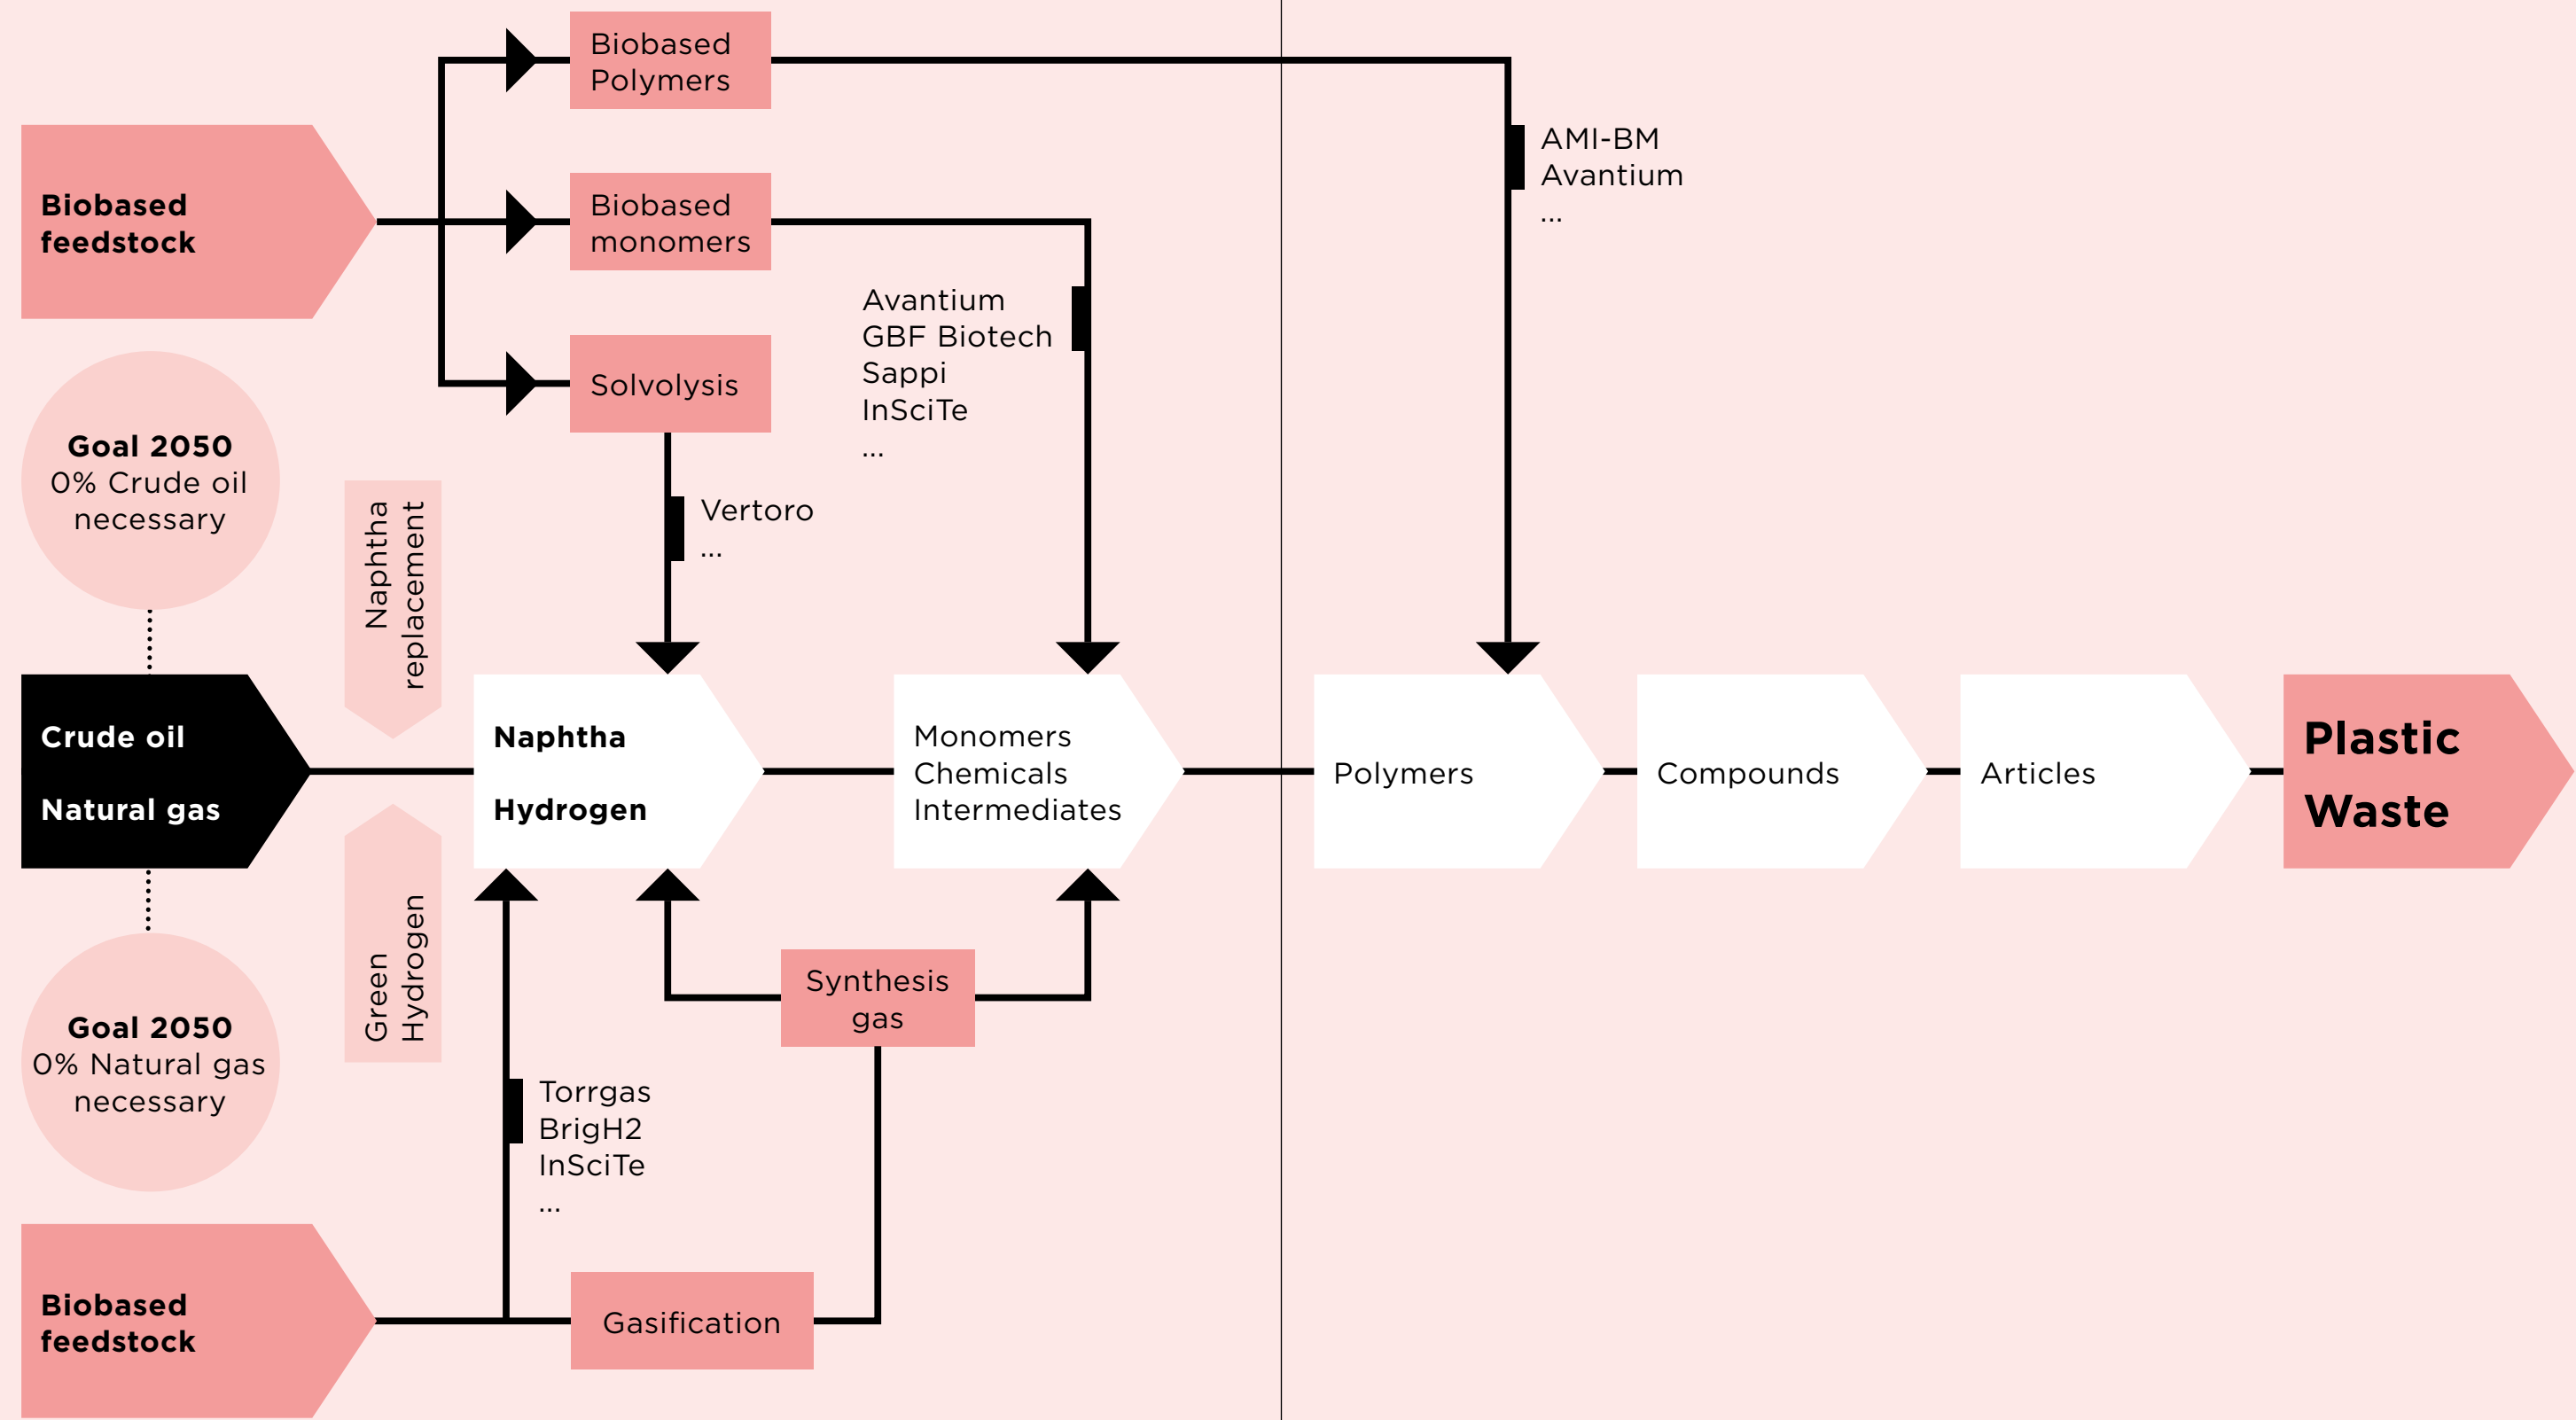 Biobased
Polymers
AMI-BM
Avantium
...
Biobased
feedstock
Biobased
monomers
Avantium
GBF Biotech
Sappi
InSciTe
...
Solvolysis
Goal 2050
0% Crude oil
necessary
Naphtha
replacement
Vertoro
...
Crude oil
Natural gas
Naphtha
Hydrogen
Monomers
Chemicals
Intermediates
Polymers
Compounds
Articles
Plastic
Waste
Green
Hydrogen
Synthesis
gas
Goal 2050
0% Natural gas
necessary
Torrgas
BrigH2
InSciTe
...
Biobased
feedstock
Gasification